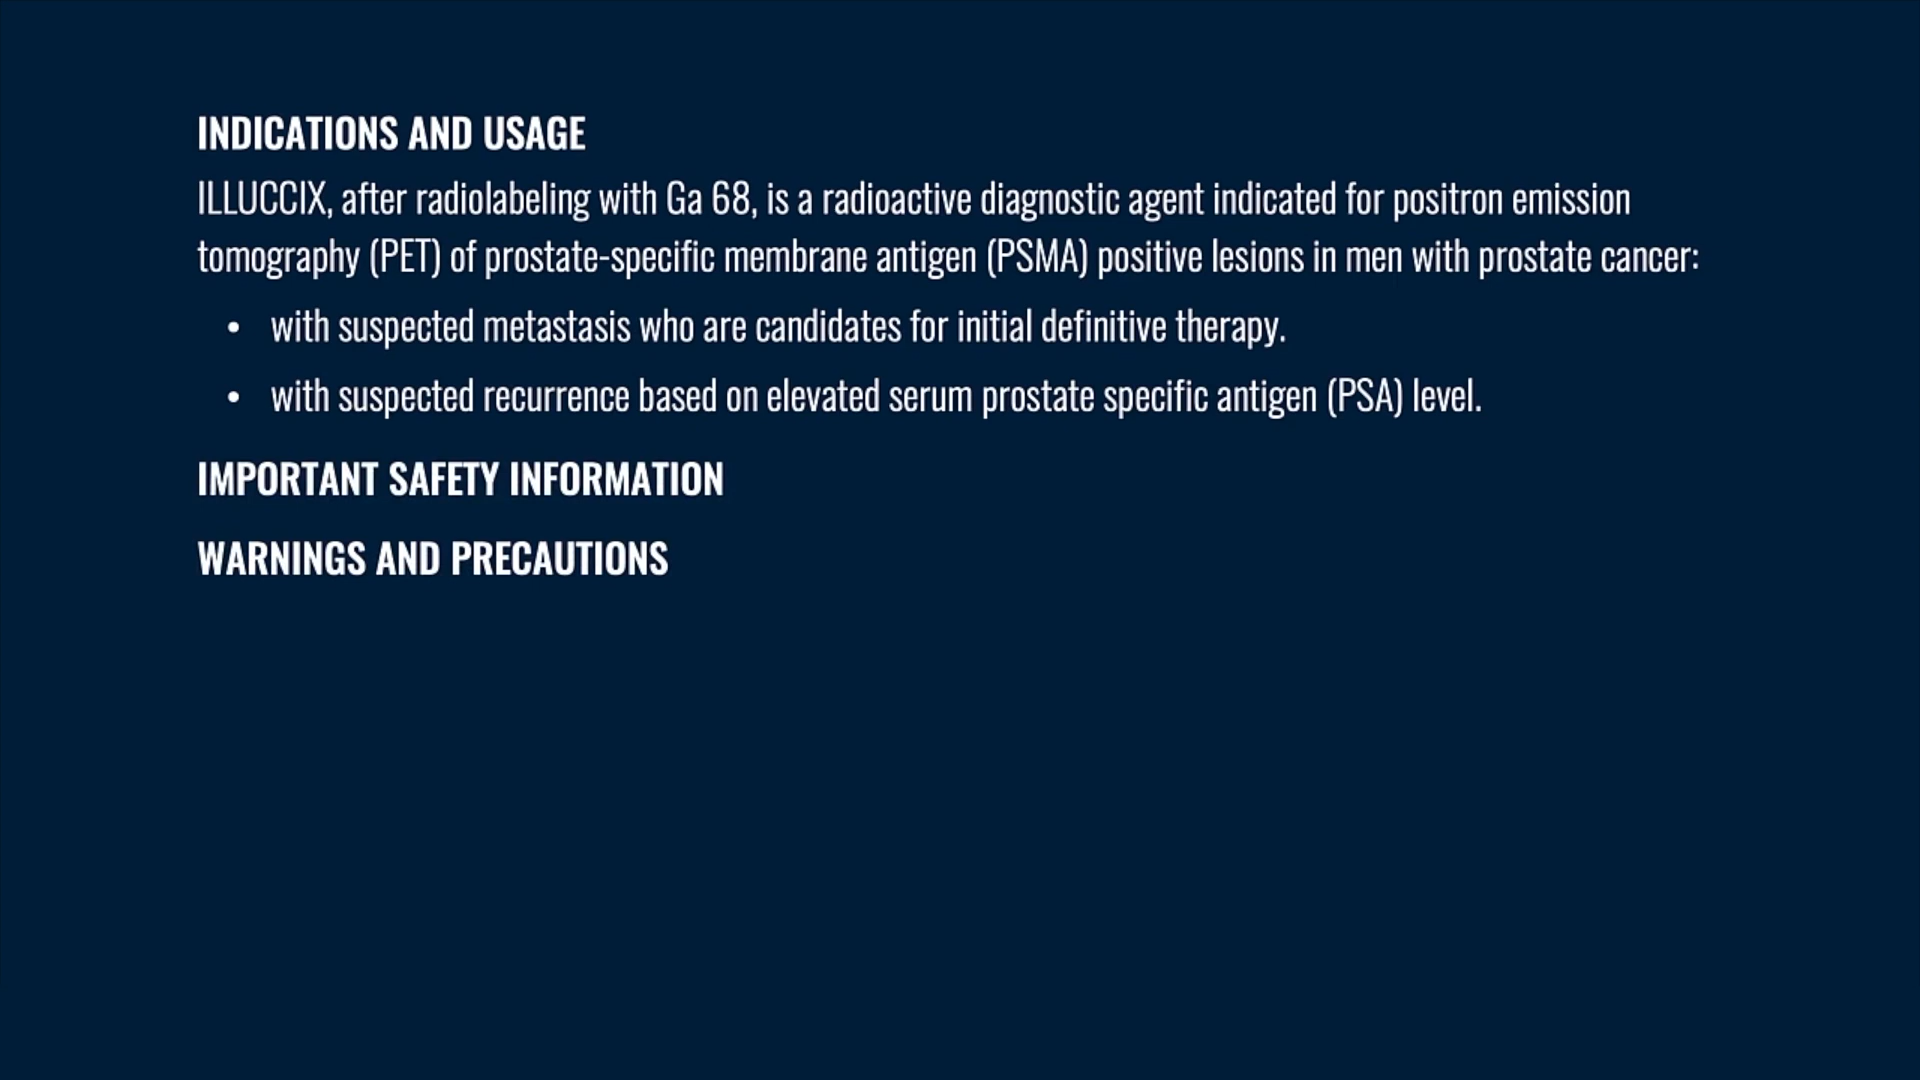 INDICATIONS AND USAGE
ILLUCCIX, after radiolabeling with Ga 68, is a radioactive diagnostic agent indicated for positron emission
tomography (PET) of prostate-specific membrane antigen (PSMA) positive lesions in men with prostate cancer:
• with suspected metastasis who are candidates for initial definitive therapy.
• with suspected recurrence based on elevated serum prostate specific antigen (PSA) level.
IMPORTANT SAFETY INFORMATION
WARNINGS AND PRECAUTIONS